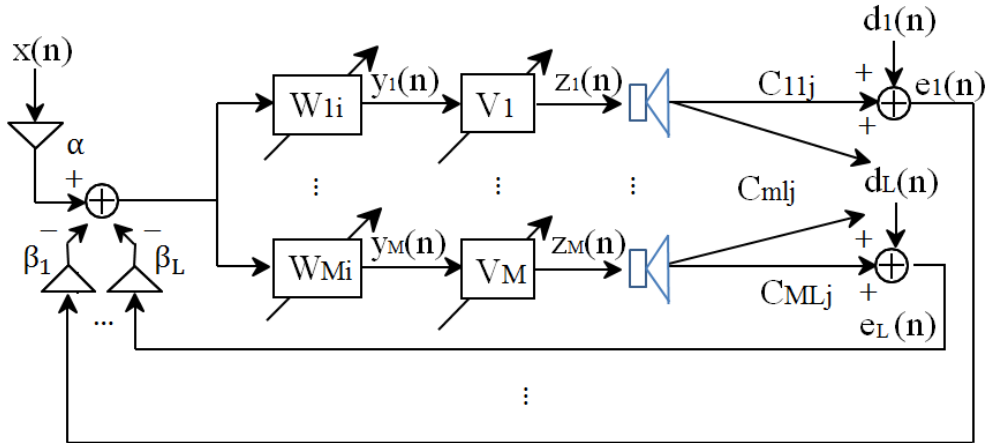 x(n)
α
+
−
−
β1
βL
...
W1i
y1(n)
V1
z1(n)
C11j
+
+
d1(n)
e1(n)
⋮
⋮
⋮
Cmlj
dL(n)
WMi
yM(n)
VM
zM(n)
CMLj
+
+
eL(n)
⋮